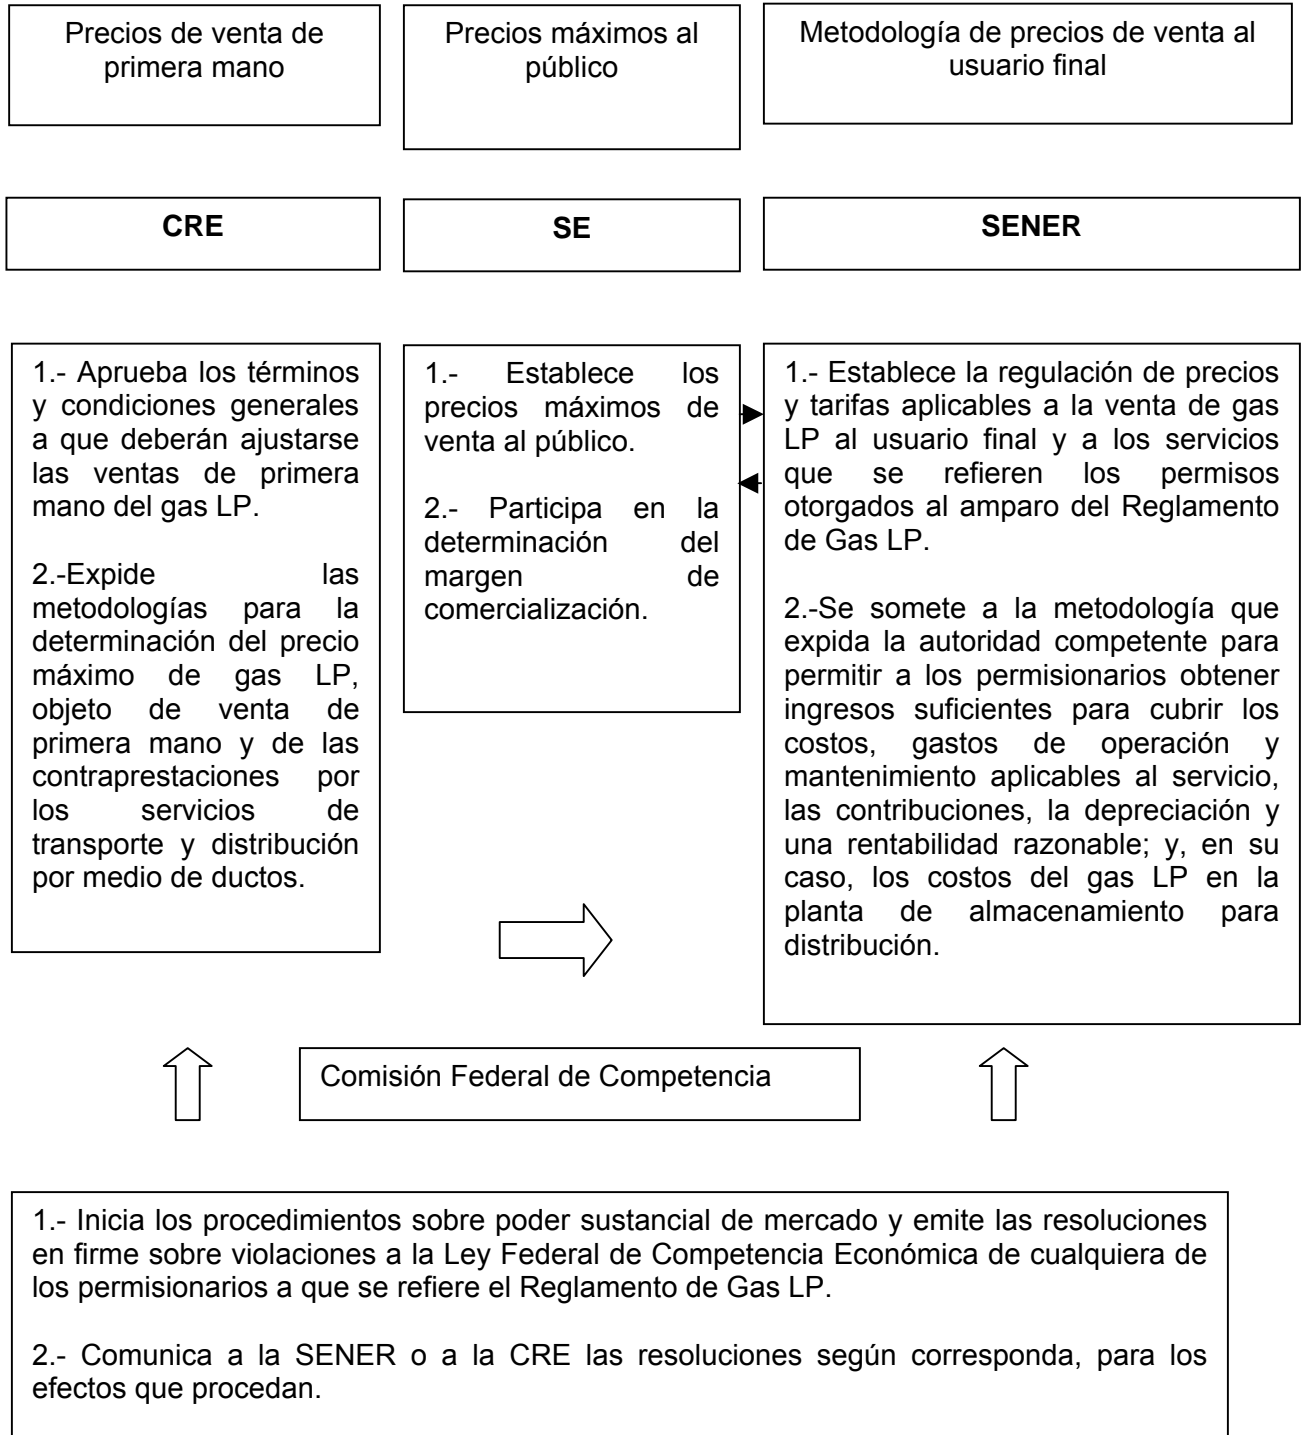 Precios de venta de
primera mano
Precios máximos al
público
Metodología de precios de venta al
usuario final
CRE
SE
SENER
1.- Aprueba los términos
y condiciones generales
a que deberán ajustarse
las ventas de primera
mano del gas LP.
2.-Expide las
metodologías para la
determinación del precio
máximo de gas LP,
objeto de venta de
primera mano y de las
contraprestaciones por
los servicios de
transporte y distribución
por medio de ductos.
1.- Establece los
precios máximos de
venta al público.
2.- Participa en la
determinación del
margen de
comercialización.
1.- Establece la regulación de precios
y tarifas aplicables a la venta de gas
LP al usuario final y a los servicios
que se refieren los permisos
otorgados al amparo del Reglamento
de Gas LP.
2.-Se somete a la metodología que
expida la autoridad competente para
permitir a los permisionarios obtener
ingresos suficientes para cubrir los
costos, gastos de operación y
mantenimiento aplicables al servicio,
las contribuciones, la depreciación y
una rentabilidad razonable; y, en su
caso, los costos del gas LP en la
planta de almacenamiento para
distribución.
Comisión Federal de Competencia
1.- Inicia los procedimientos sobre poder sustancial de mercado y emite las resoluciones
en firme sobre violaciones a la Ley Federal de Competencia Económica de cualquiera de
los permisionarios a que se refiere el Reglamento de Gas LP.
2.- Comunica a la SENER o a la CRE las resoluciones según corresponda, para los
efectos que procedan.